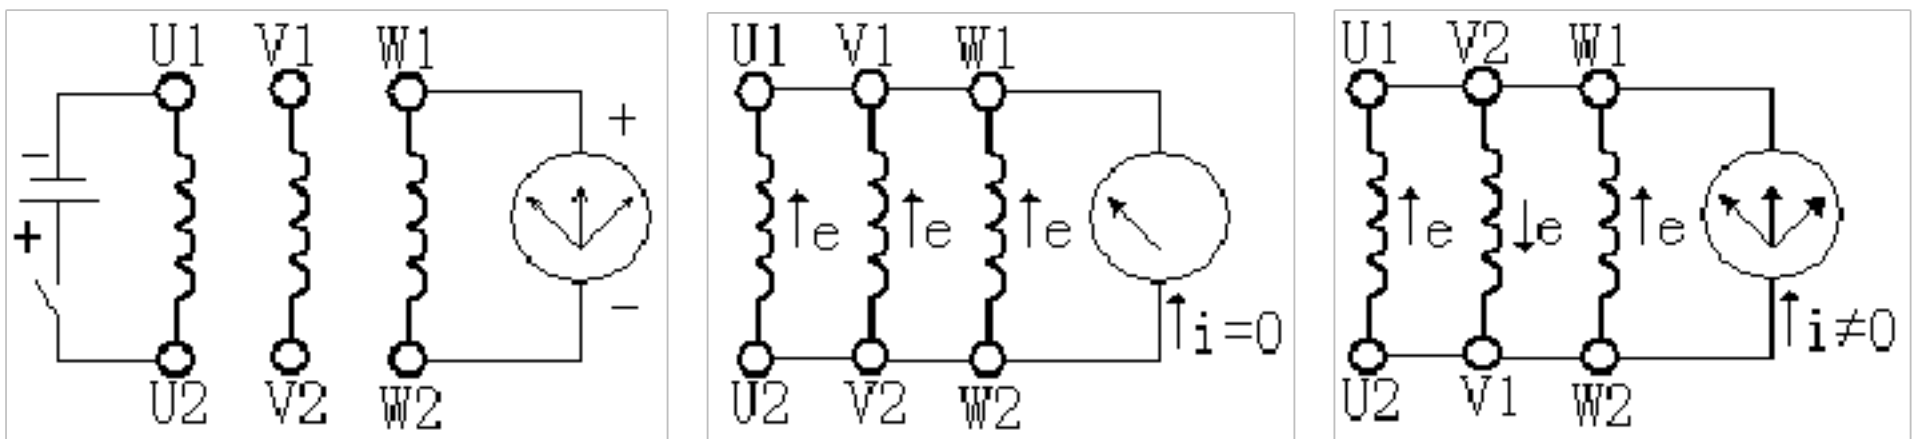 U1 V1 W1
−
+
+
−
U2 V2 W2
U1 V1 W1
e e e
i=0
U2 V2 W2
U1 V2 W1
e e e
i≠0
U2 V1 W2